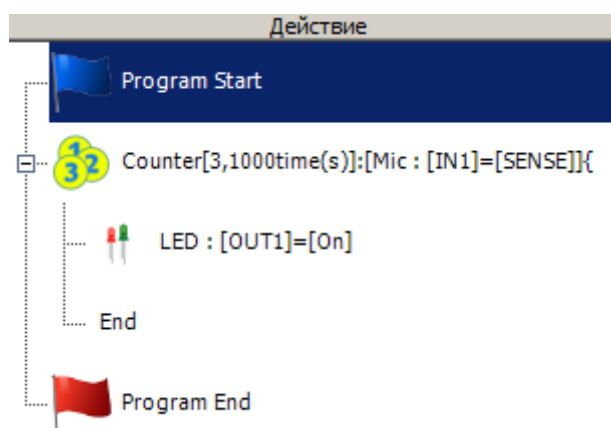 Действие
Program Start
Counter[3,1000time(s)]:[Mic : [IN1]=[SENSE]]{
LED : [OUT1]=[On]
End
Program End